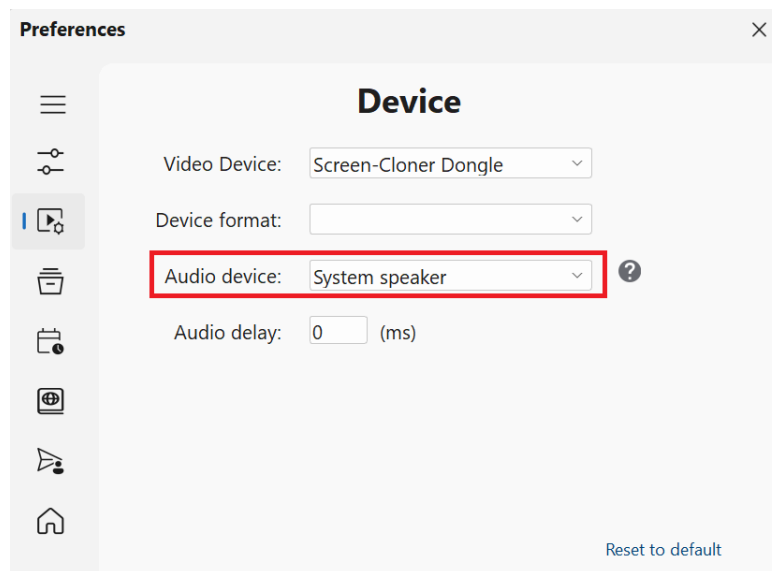 Preferences
Device
Video Device: Screen-Cloner Dongle
Device format:
Audio device: System speaker
Audio delay: 0 (ms)
Reset to default